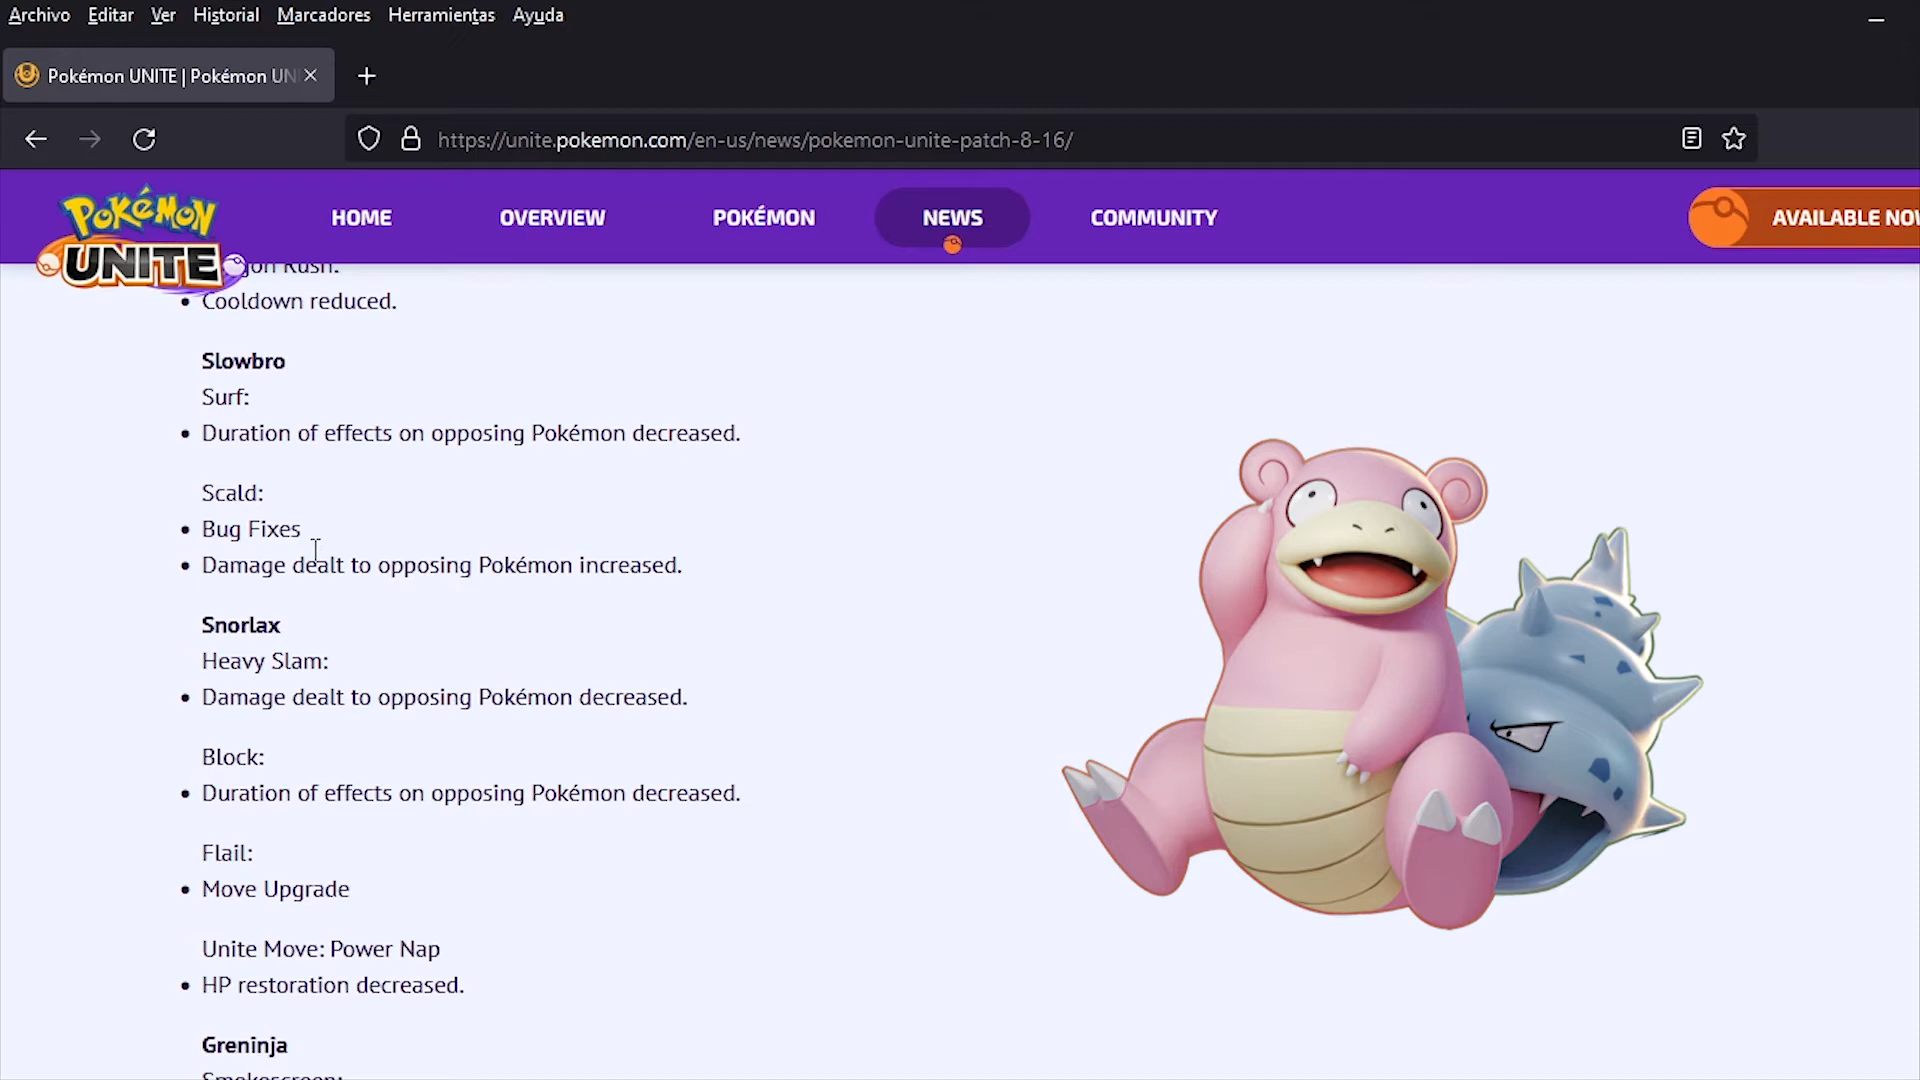 Archivo Editar Ver Historial Marcadores Herramientas Ayuda
Pokémon UNITE | Pokémon UN
https://unite.pokemon.com/en-us/news/pokemon-unite-patch-8-16/
POKéMON UNITE
HOME OVERVIEW POKÉMON NEWS COMMUNITY AVAILABLE NO
Rush:
Cooldown reduced.
Slowbro
Surf:
Duration of effects on opposing Pokémon decreased.
Scald:
Bug Fixes
Damage dealt to opposing Pokémon increased.
Snorlax
Heavy Slam:
Damage dealt to opposing Pokémon decreased.
Block:
Duration of effects on opposing Pokémon decreased.
Flail:
Move Upgrade
Unite Move: Power Nap
HP restoration decreased.
Greninja
Smokescreen: